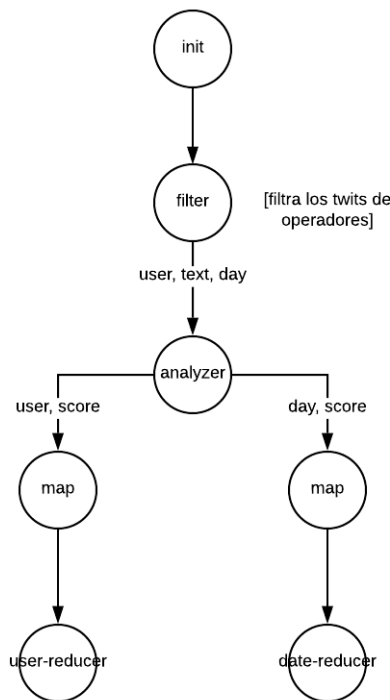 init
filter
[filtra los twits de
operadores]
user, text, day
analyzer
user, score
day, score
map
map
user-reducer
date-reducer